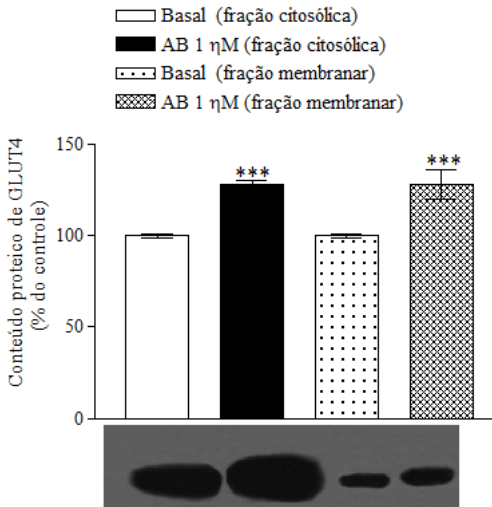 Basal (fração citosólica)
AB 1 ηM (fração citosólica)
Basal (fração membranar)
AB 1 ηM (fração membranar)
Conteúdo proteico de GLUT4
(% do controle)
150
100
50
0
***
***